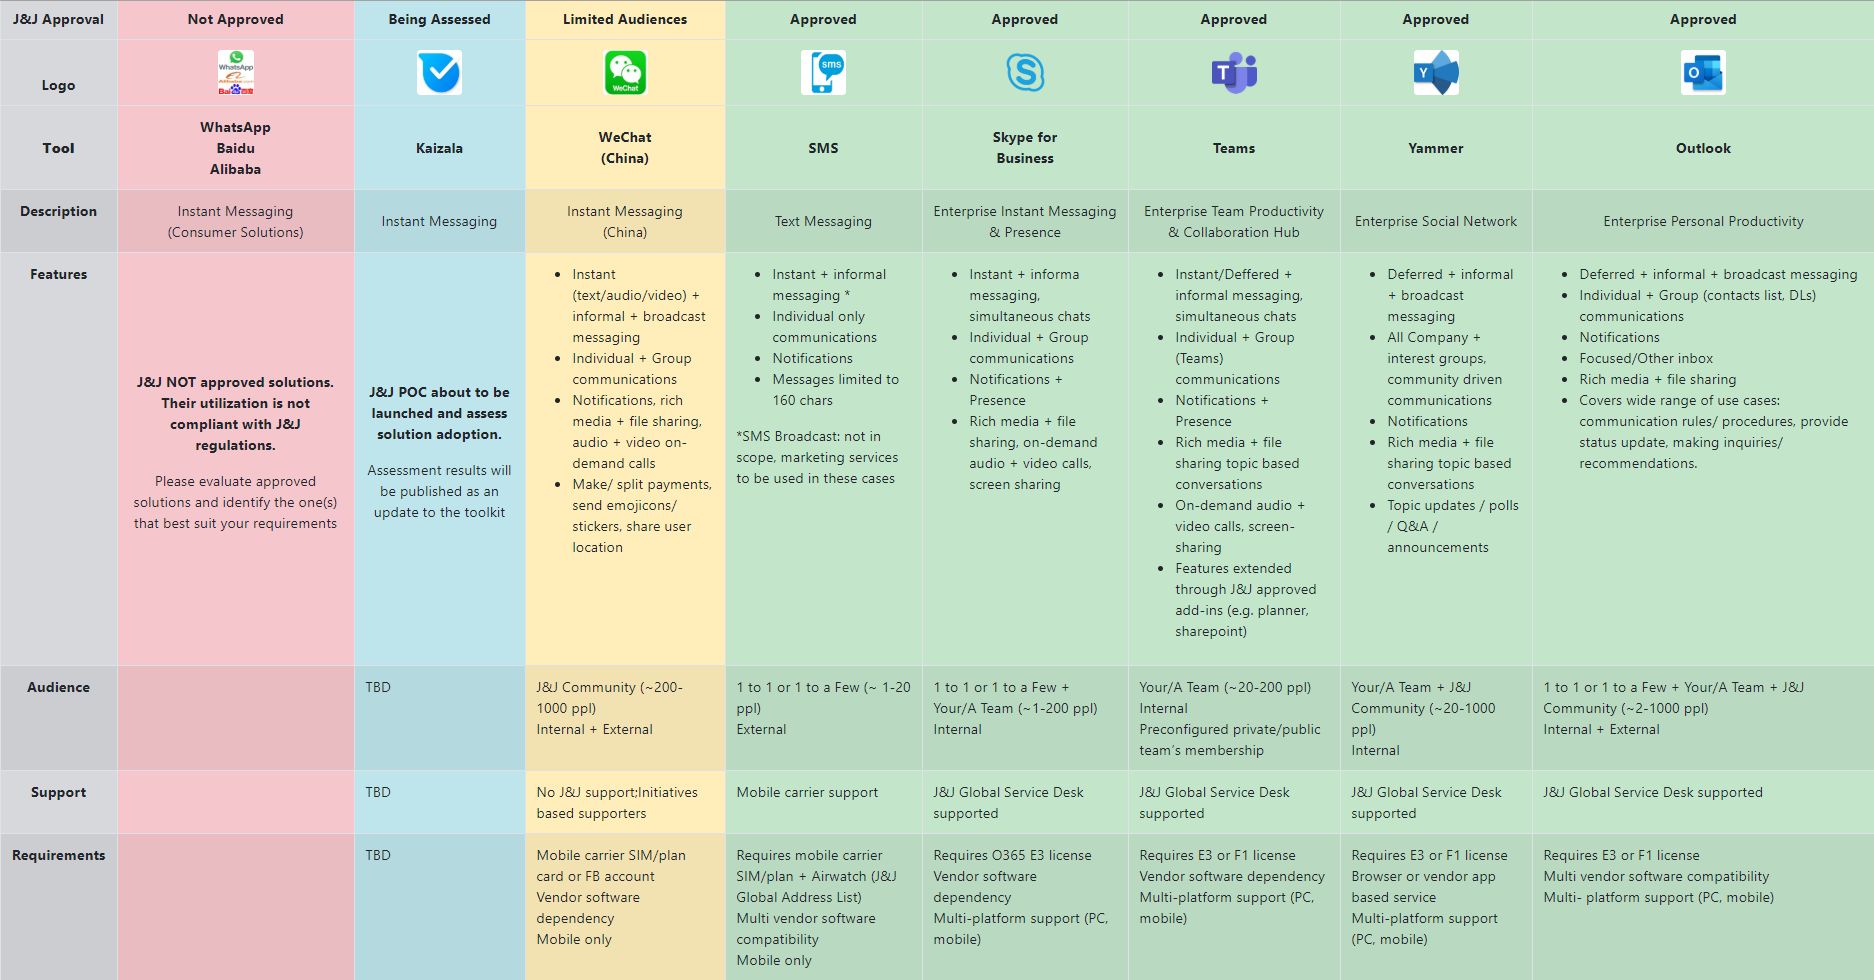 J&J Approval
Not Approved
Being Assessed
Limited Audiences
Approved
Approved
Approved
Approved
Approved
Logo
WhatsApp
Alibaba.com
Bai
百度
WeChat
sms
S
T
Y
O
Tool
WhatsApp
Baidu
Alibaba
Kaizala
WeChat
(China)
SMS
Skype for
Business
Teams
Yammer
Outlook
Description
Instant Messaging
(Consumer Solutions)
Instant Messaging
Instant Messaging
(China)
Text Messaging
Enterprise Instant Messaging
& Presence
Enterprise Team Productivity
& Collaboration Hub
Enterprise Social Network
Enterprise Personal Productivity
Features
J&J NOT approved solutions.
Their utilization is not
compliant with J&J
regulations.
Please evaluate approved
solutions and identify the one(s)
that best suit your requirements
J&J POC about to be
launched and assess
solution adoption.
Assessment results will
be published as an
update to the toolkit
• Instant
(text/audio/video) +
informal + broadcast
messaging
• Individual + Group
communications
• Notifications, rich
media + file sharing,
audio + video on-
demand calls
• Make/ split payments,
send emojicons/
stickers, share user
location
• Instant + informal
messaging *
• Individual only
communications
• Notifications
• Messages limited to
160 chars
*SMS Broadcast: not in
scope, marketing services
to be used in these cases
• Instant + informa
messaging,
simultaneous chats
• Individual + Group
communications
• Notifications +
Presence
• Rich media + file
sharing, on-demand
audio + video calls,
screen sharing
• Instant/Deffered +
informal messaging,
simultaneous chats
• Individual + Group
(Teams)
communications
• Notifications +
Presence
• Rich media + file
sharing topic based
conversations
• On-demand audio +
video calls, screen-
sharing
• Features extended
through J&J approved
add-ins (e.g. planner,
sharepoint)
• Deferred + informal
+ broadcast
messaging
• All Company +
interest groups,
community driven
communications
• Notifications
• Rich media + file
sharing topic based
conversations
• Topic updates / polls
/ Q&A /
announcements
• Deferred + informal + broadcast messaging
• Individual + Group (contacts list, DLs)
communications
• Notifications
• Focused/Other inbox
• Rich media + file sharing
• Covers wide range of use cases:
communication rules/ procedures, provide
status update, making inquiries/
recommendations.
Audience
TBD
J&J Community (~200-
1000 ppl)
Internal + External
1 to 1 or 1 to a Few (~ 1-20
ppl)
External
1 to 1 or 1 to a Few +
Your/A Team (~1-200 ppl)
Internal
Your/A Team (~20-200 ppl)
Internal
Preconfigured private/public
team's membership
Your/A Team + J&J
Community (~20-1000
ppl)
Internal
1 to 1 or 1 to a Few + Your/A Team + J&J
Community (~2-1000 ppl)
Internal + External
Support
TBD
No J&J support;Initiatives
based supporters
Mobile carrier support
J&J Global Service Desk
supported
J&J Global Service Desk
supported
J&J Global Service Desk
supported
J&J Global Service Desk supported
Requirements
TBD
Mobile carrier SIM/plan
card or FB account
Vendor software
dependency
Mobile only
Requires mobile carrier
SIM/plan + Airwatch (J&J
Global Address List)
Multi vendor software
compatibility
Mobile only
Requires O365 E3 license
Vendor software
dependency
Multi-platform support (PC,
mobile)
Requires E3 or F1 license
Vendor software dependency
Multi-platform support (PC,
mobile)
Requires E3 or F1 license
Browser or vendor app
based service
Multi-platform support
(PC, mobile)
Requires E3 or F1 license
Multi vendor software compatibility
Multi- platform support (PC, mobile)